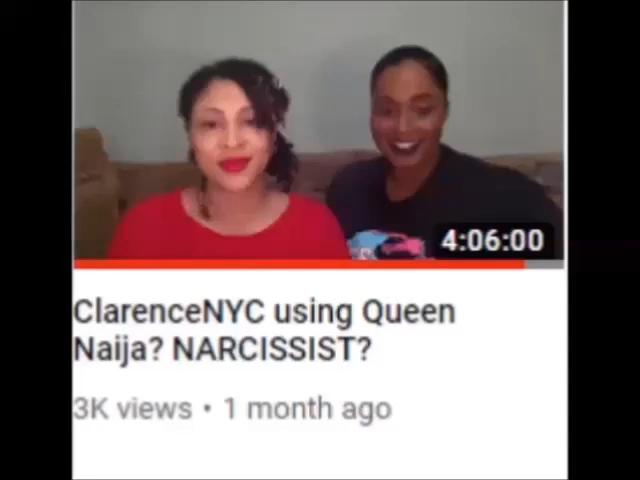 4:06:00
ClarenceNYC using Queen
Naija? NARCISSIST?
3K views • 1 month ago